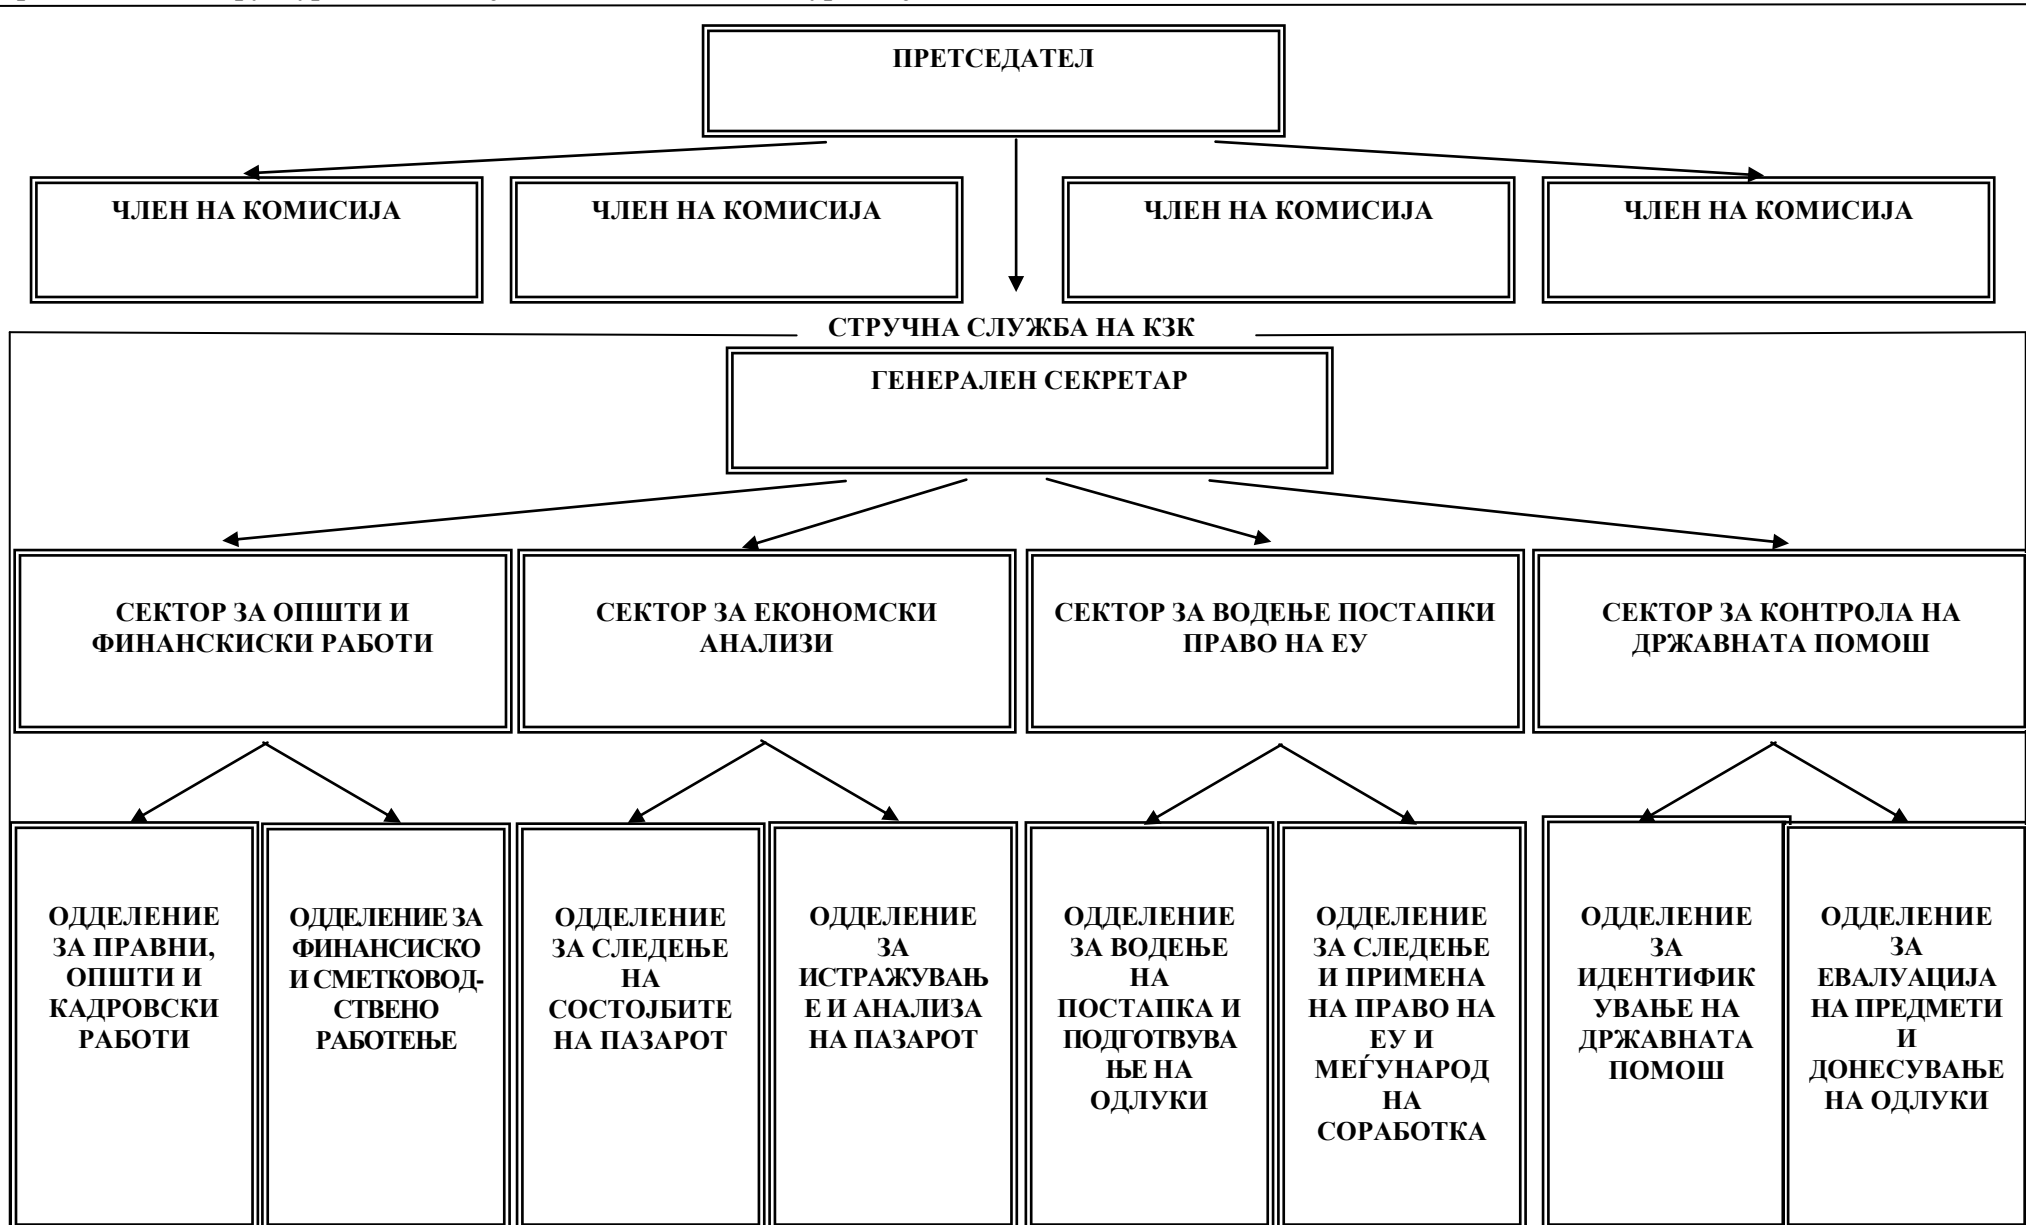 ПРЕТСЕДАТЕЛ
ЧЛЕН НА КОМИСИЈА
ЧЛЕН НА КОМИСИЈА
ЧЛЕН НА КОМИСИЈА
ЧЛЕН НА КОМИСИЈА
СТРУЧНА СЛУЖБА НА КЗК
ГЕНЕРАЛЕН СЕКРЕТАР
СЕКТОР ЗА ОПШТИ И
ФИНАНСКИСКИ РАБОТИ
СЕКТОР ЗА ЕКОНОМСКИ
АНАЛИЗИ
СЕКТОР ЗА ВОДЕЊЕ ПОСТАПКИ
ПРАВО НА ЕУ
СЕКТОР ЗА КОНТРОЛА НА
ДРЖАВНАТА ПОМОШ
ОДДЕЛЕНИЕ
ЗА ПРАВНИ,
ОПШТИ И
КАДРОВСКИ
РАБОТИ
ОДДЕЛЕНИЕ ЗА
ФИНАНСИСКО
И СМЕТКОВОД-
СТВЕНО
РАБОТЕЊЕ
ОДДЕЛЕНИЕ
ЗА СЛЕДЕЊЕ
НА
СОСТОЈБИТЕ
НА ПАЗАРОТ
ОДДЕЛЕНИЕ
ЗА
ИСТРАЖУВАЊ
Е И АНАЛИЗА
НА ПАЗАРОТ
ОДДЕЛЕНИЕ
ЗА ВОДЕЊЕ
НА
ПОСТАПКА И
ПОДГОТВУВА
ЊЕ НА
ОДЛУКИ
ОДДЕЛЕНИЕ
ЗА СЛЕДЕЊЕ
И ПРИМЕНА
НА ПРАВО НА
ЕУ И
МЕЃУНАРОД
НА
СОРАБОТКА
ОДДЕЛЕНИЕ
ЗА
ИДЕНТИФИК
УВАЊЕ НА
ДРЖАВНАТА
ПОМОШ
ОДДЕЛЕНИЕ
ЗА
ЕВАЛУАЦИЈА
НА ПРЕДМЕТИ
И
ДОНЕСУВАЊЕ
НА ОДЛУКИ